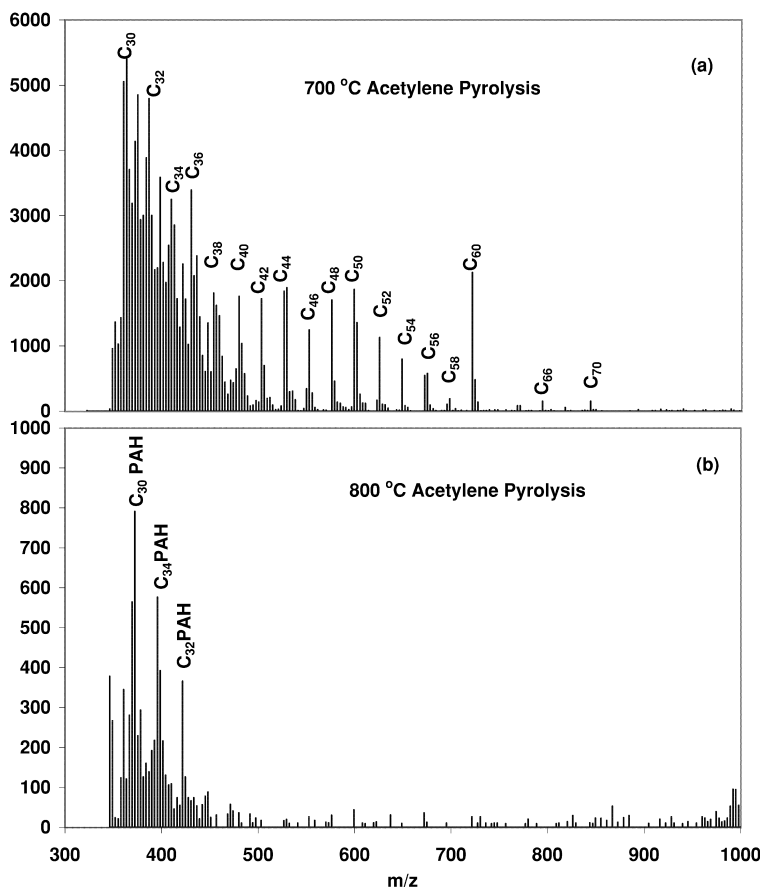 6000
5000
4000
3000
2000
1000
0
(a)
700 °C Acetylene Pyrolysis
C30
C32
C34
C36
C38
C40
C42
C44
C46
C48
C50
C52
C54
C56
C58
C60
C66
C70
1000
900
800
700
600
500
400
300
200
100
0
(b)
800 °C Acetylene Pyrolysis
C30 PAH
C34PAH
C32PAH
300 400 500 600 700 800 900 1000
m/z